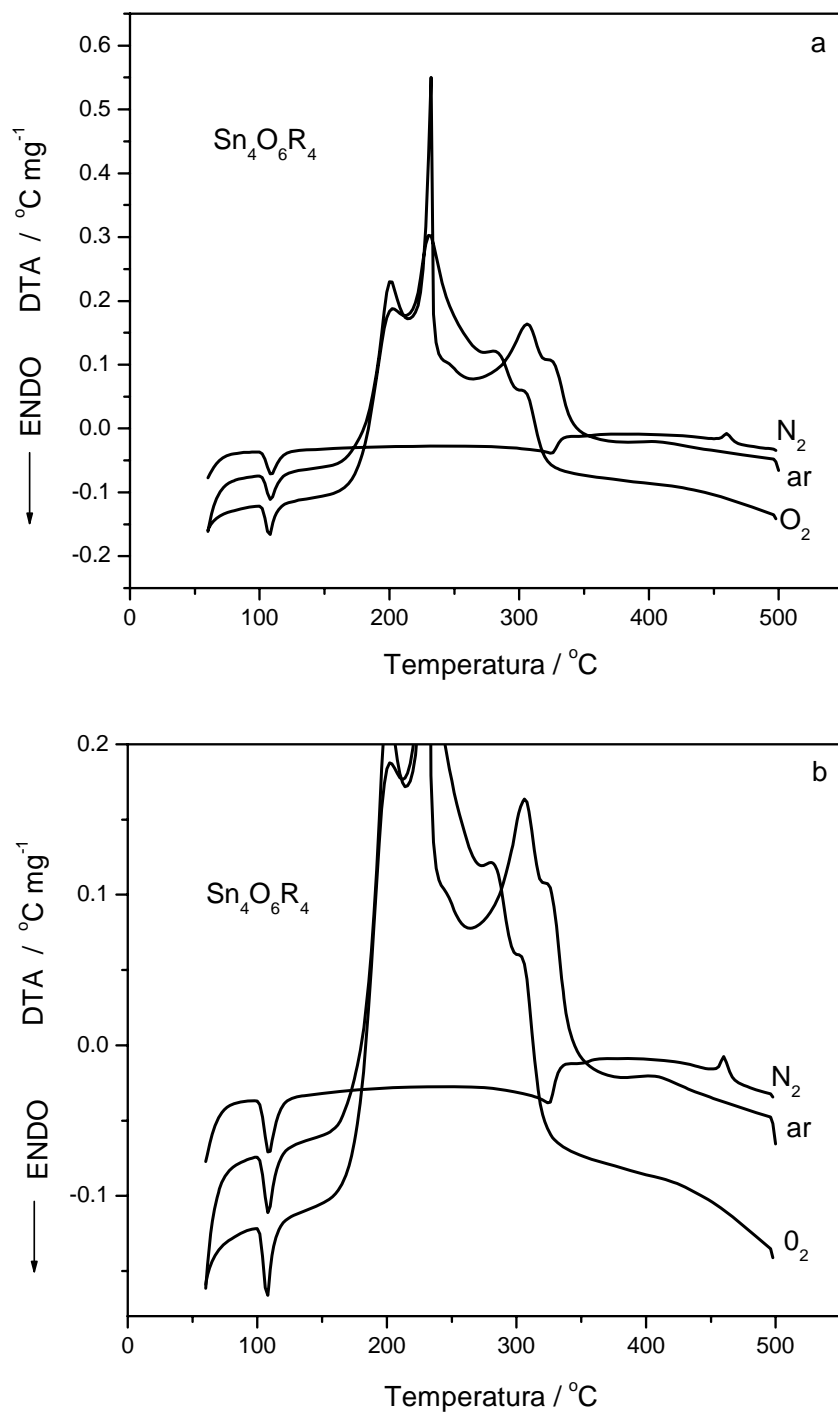 a
0.6
0.5
Sn₄O₆R₄
0.4
0.3
0.2
0.1
0.0
-0.1
-0.2
ENDO DTA / °C mg⁻¹
N₂
ar
O₂
0 100 200 300 400 500
Temperatura / °C
b
0.2
0.1
Sn₄O₆R₄
0.0
-0.1
ENDO DTA / °C mg⁻¹
N₂
ar
0₂
0 100 200 300 400 500
Temperatura / °C